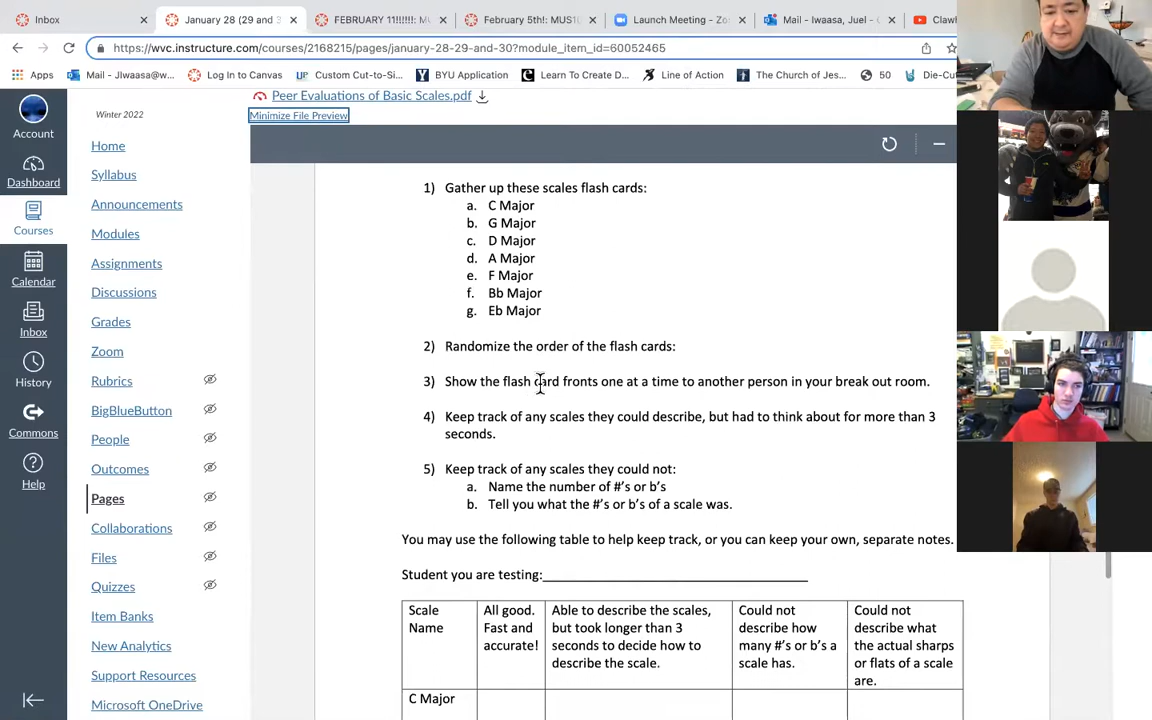 Inbox
January 28 (29 and 3
FEBRUARY 11!!!!!!!: M
February 5th!: MUS1
Launch Meeting - Zo
Mail - Iwaasa, Juel -
Clawh
https://wvc.instructure.com/courses/2168215/pages/january-28-29-and-30?module_item_id=60052465
Apps
Mail - JIwaasa@w...
Log In to Canvas
UP Custom Cut-to-Si...
BYU Application
Learn To Create D...
Line of Action
The Church of Jes...
50
Die-Cu
Account
Dashboard
Courses
Calendar
Inbox
History
Commons
Help
Winter 2022
Home
Syllabus
Announcements
Modules
Assignments
Discussions
Grades
Zoom
Rubrics
BigBlueButton
People
Outcomes
Pages
Collaborations
Files
Quizzes
Item Banks
New Analytics
Support Resources
Microsoft OneDrive
Peer Evaluations of Basic Scales.pdf
Minimize File Preview
1) Gather up these scales flash cards:
a. C Major
b. G Major
c. D Major
d. A Major
e. F Major
f. Bb Major
g. Eb Major
2) Randomize the order of the flash cards:
3) Show the flash card fronts one at a time to another person in your break out room.
4) Keep track of any scales they could describe, but had to think about for more than 3
seconds.
5) Keep track of any scales they could not:
a. Name the number of #'s or b's
b. Tell you what the #'s or b's of a scale was.
You may use the following table to help keep track, or you can keep your own, separate notes.
Student you are testing:
Scale
Name
All good.
Fast and
accurate!
Able to describe the scales,
but took longer than 3
seconds to decide how to
describe the scale.
Could not
describe how
many #'s or b's a
scale has.
Could not
describe what
the actual sharps
or flats of a scale
are.
C Major